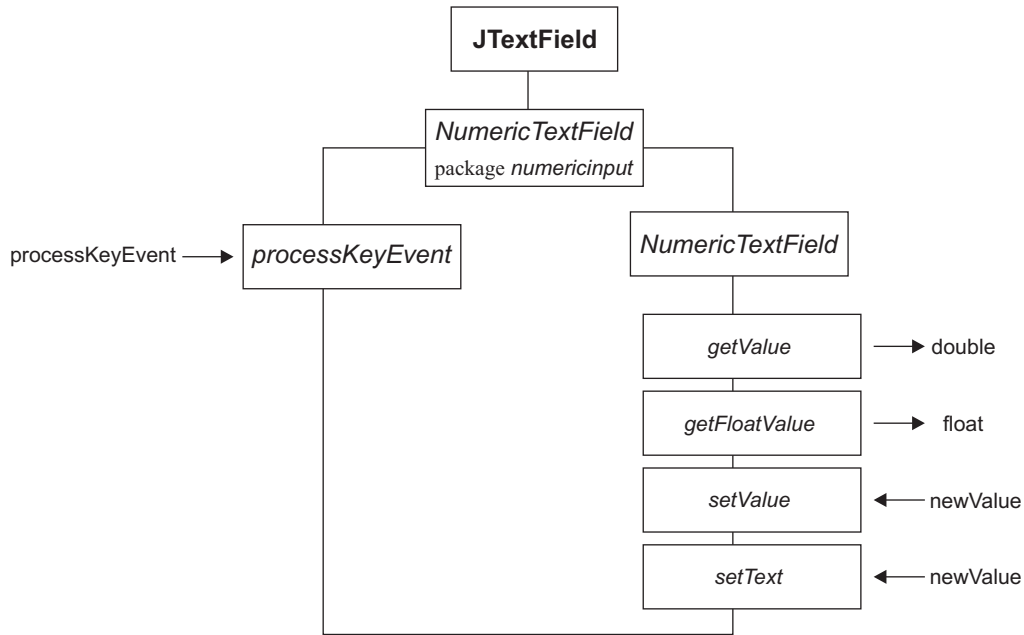 JTextField
NumericTextField
package numericinput
processKeyEvent
processKeyEvent
NumericTextField
getValue
double
getFloatValue
float
setValue
newValue
setText
newValue